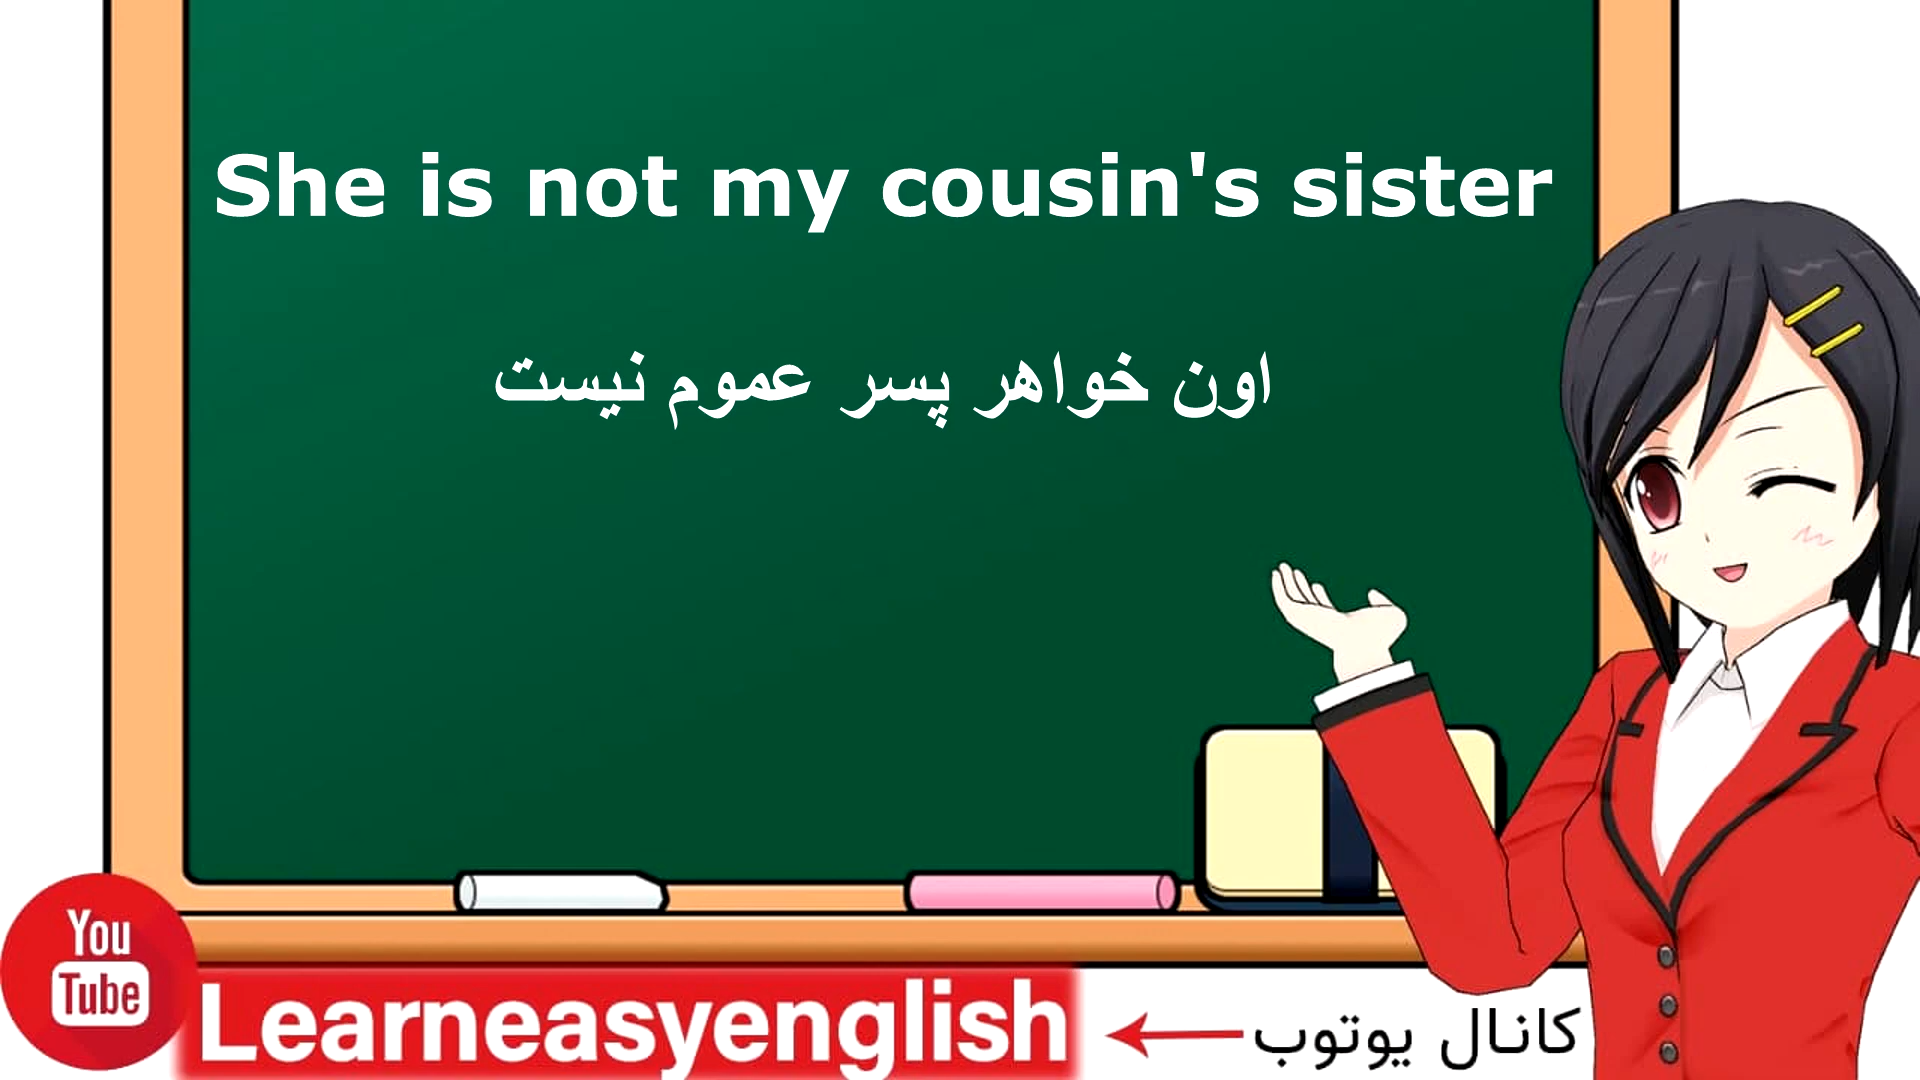 She is not my cousin's sister
اون خواهر پسر عموم نیست
You
Tube
Learneasyenglish
کانال یوتوب